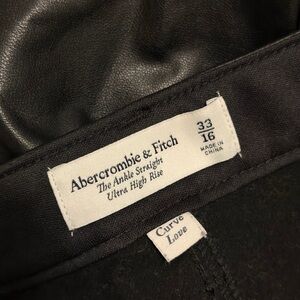 Abercrombie & Fitch
The Ankle Straight
Ultra High Rise
33
16
MADE IN
CHINA
Curve
Love